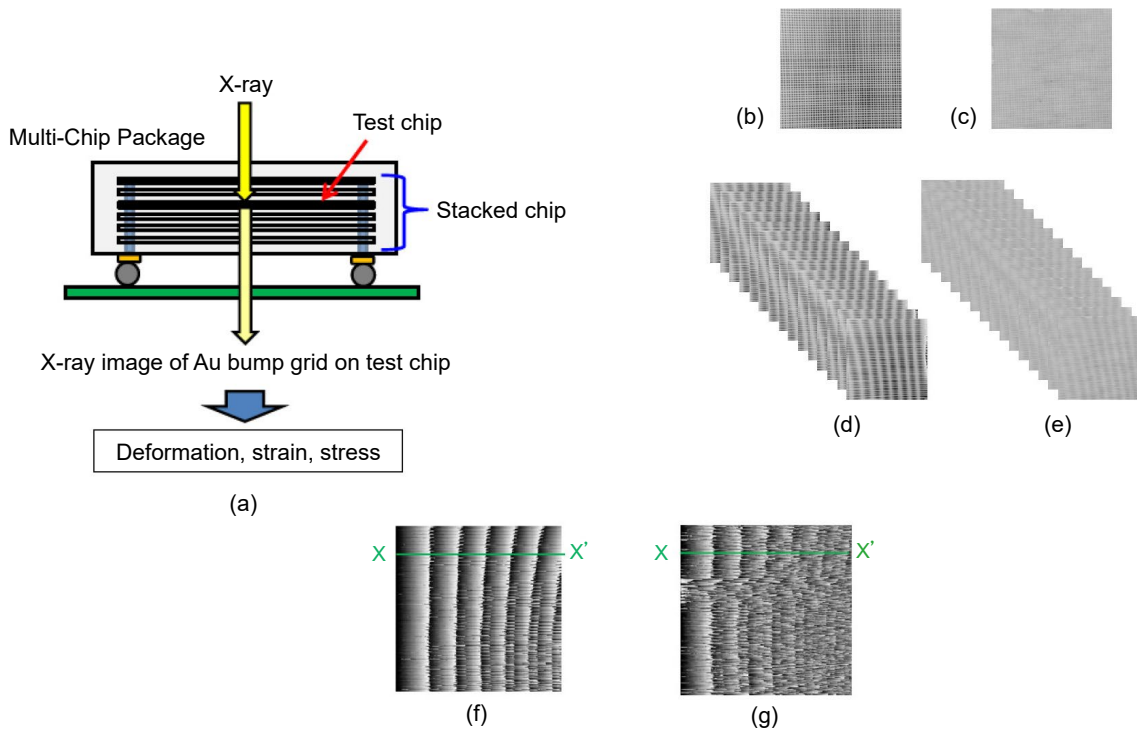 X-ray
Test chip
Multi-Chip Package
Stacked chip
X-ray image of Au bump grid on test chip
Deformation, strain, stress
(a)
(b)
(c)
(d)
(e)
X
X'
(f)
X
X'
(g)